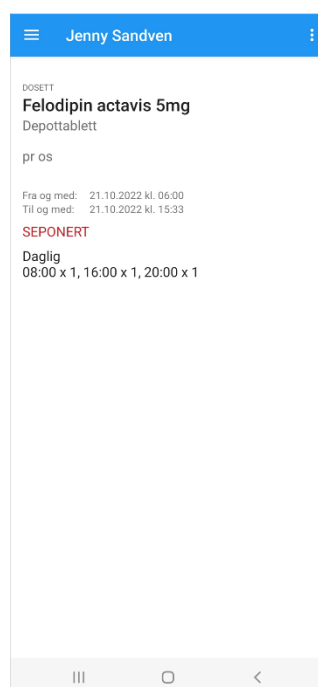 Jenny Sandven
DOSETT
Felodipin actavis 5mg
Depottablett
pr os
Fra og med: 21.10.2022 kl. 06:00
Til og med: 21.10.2022 kl. 15:33
SEPONERT
Daglig
08:00 x 1, 16:00 x 1, 20:00 x 1